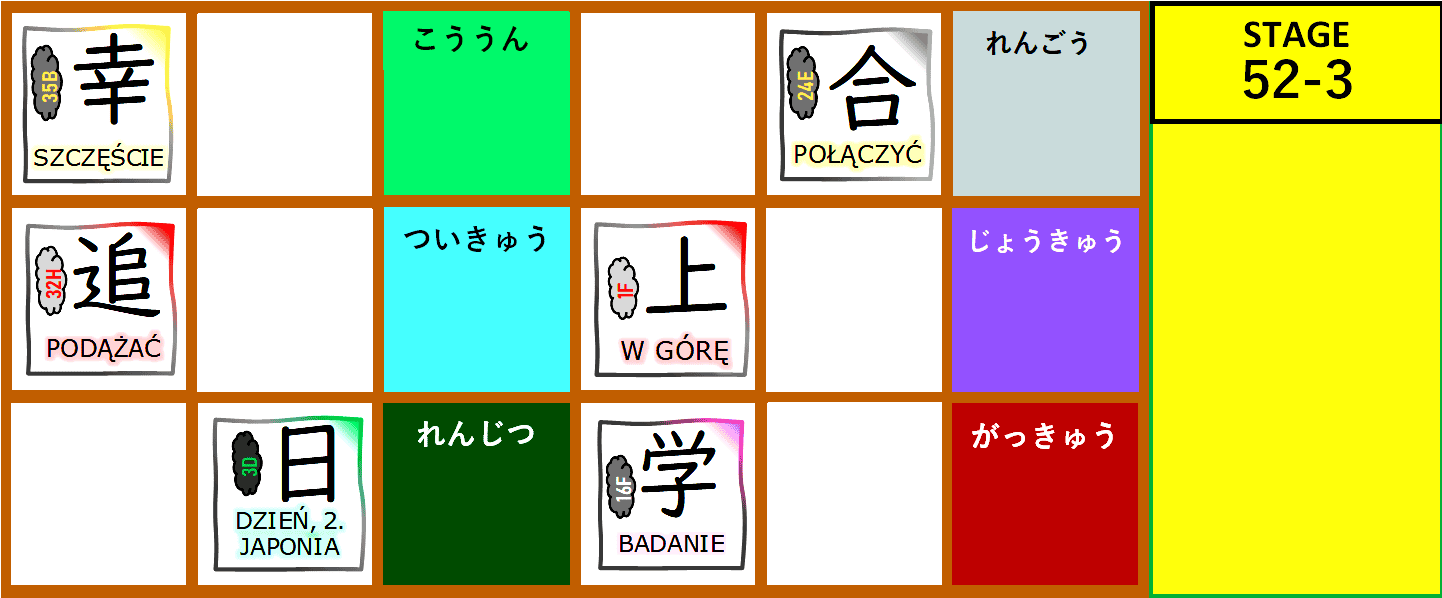 35B
幸
SZCZĘŚCIE
こううん
24E
合
POŁĄCZYĆ
れんごう
STAGE
52-3
32H
追
PODĄŻAĆ
ついきゅう
1F
上
W GÓRĘ
じょうきゅう
3D
日
DZIEŃ, 2.
JAPONIA
れんじつ
16F
学
BADANIE
がっきゅう